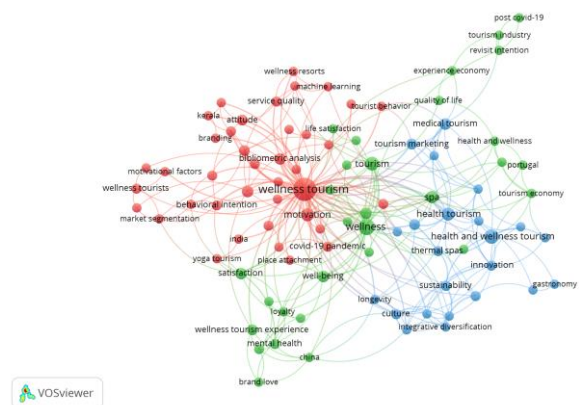 post covid-19
tourism industry
revisit intention
wellness resorts
experience economy
machine learning
service quality
quality of life
kerala
attitude
tourist behavior
medical tourism
branding
life satisfaction
tourism marketing
health and wellness
bibliometric analysis
tourism
portugal
motivational factors
wellness tourists
wellness tourism
spa
tourism economy
behavioral intention
market segmentation
motivation
health tourism
wellness
india
health and wellness tourism
covid-19 pandemic
thermal spas
yoga tourism
place attachment
innovation
satisfaction
well-being
sustainability
gastronomy
longevity
loyalty
culture
wellness tourism experience
integrative diversification
mental health
china
brand love
VOSviewer